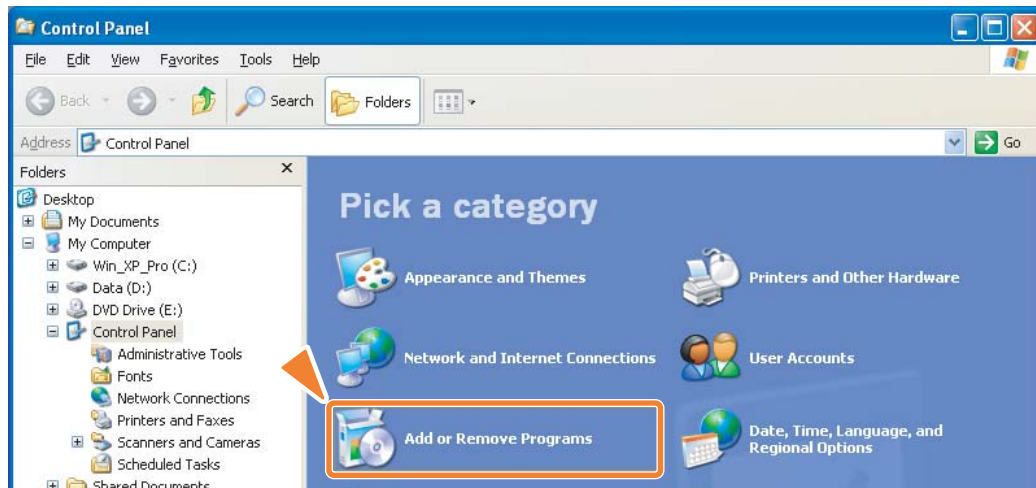 Control Panel
File Edit View Favorites Tools Help
Back Search Folders
Address Control Panel Go
Folders
Desktop
My Documents
My Computer
Win_XP_Pro (C:)
Data (D:)
DVD Drive (E:)
Control Panel
Administrative Tools
Fonts
Network Connections
Printers and Faxes
Scanners and Cameras
Scheduled Tasks
Shared Documents
Pick a category
Appearance and Themes
Printers and Other Hardware
Network and Internet Connections
User Accounts
Add or Remove Programs
Date, Time, Language, and
Regional Options